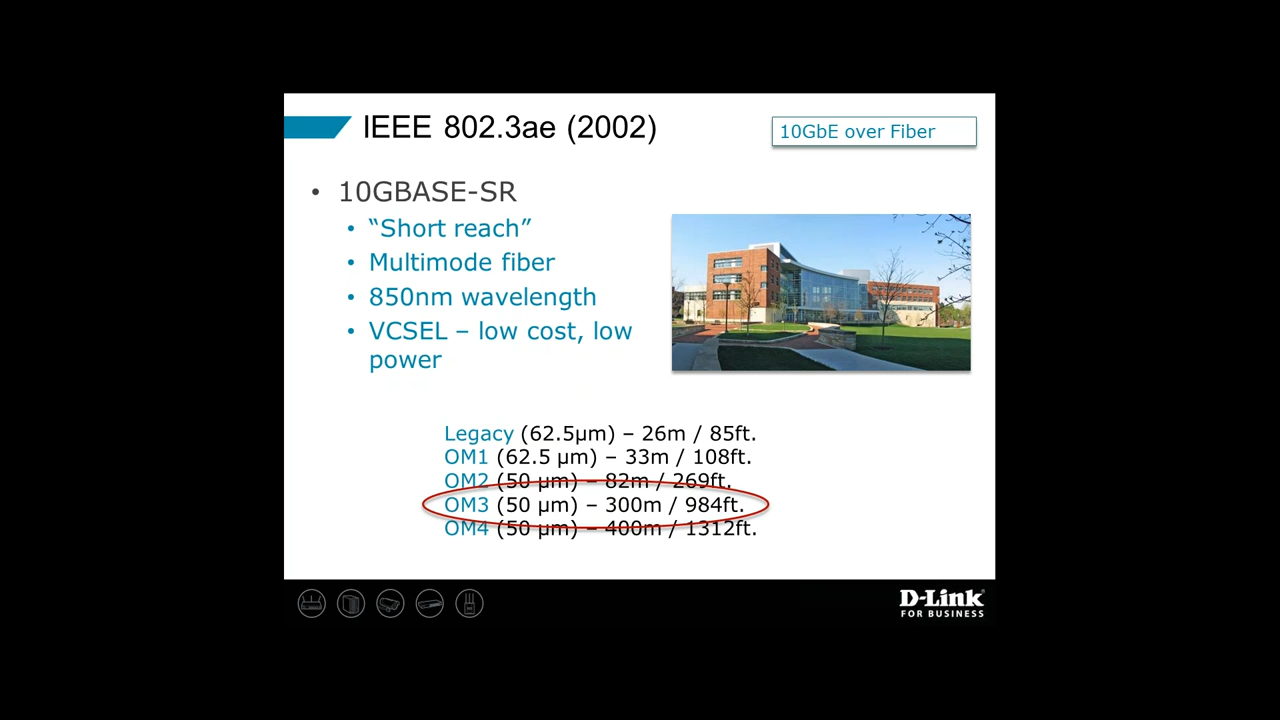 IEEE 802.3ae (2002)
10GbE over Fiber
• 10GBASE-SR
• “Short reach”
• Multimode fiber
• 850nm wavelength
• VCSEL – low cost, low
power
Legacy (62.5µm) – 26m / 85ft.
OM1 (62.5 µm) – 33m / 108ft.
OM2 (50 µm) – 82m / 269ft.
OM3 (50 µm) – 300m / 984ft.
OM4 (50 µm) – 400m / 1312ft.
D-Link
FOR BUSINESS